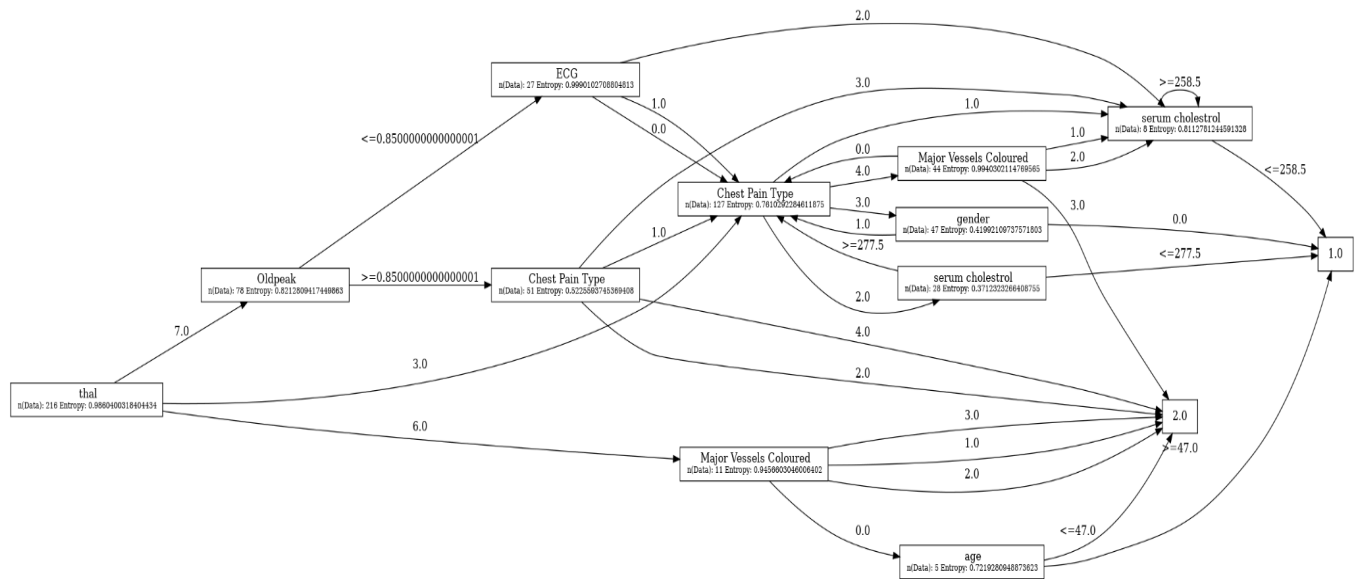 2.0
ECG
n(Data): 27 Entropy: 0.9990102708804813
3.0
>=258.5
serum cholestrol
n(Data): 8 Entropy: 0.8112781244591328
1.0
0.0
<=0.8500000000000001
1.0
0.0
4.0
Major Vessels Coloured
n(Data): 44 Entropy: 0.9940302114769565
1.0
2.0
<=258.5
Chest Pain Type
n(Data): 127 Entropy: 0.7610292284611875
3.0
1.0
gender
n(Data): 47 Entropy: 0.41992109737571803
3.0
0.0
1.0
1.0
>=277.5
<=277.5
Oldpeak
n(Data): 78 Entropy: 0.8212809417449863
>=0.8500000000000001
Chest Pain Type
n(Data): 51 Entropy: 0.5225593745369408
serum cholestrol
n(Data): 28 Entropy: 0.3712323266408755
2.0
7.0
4.0
3.0
2.0
thal
n(Data): 216 Entropy: 0.9860400318404434
2.0
6.0
3.0
1.0
2.0
>=47.0
Major Vessels Coloured
n(Data): 11 Entropy: 0.9456603046006402
0.0
<=47.0
age
n(Data): 5 Entropy: 0.7219280948873623